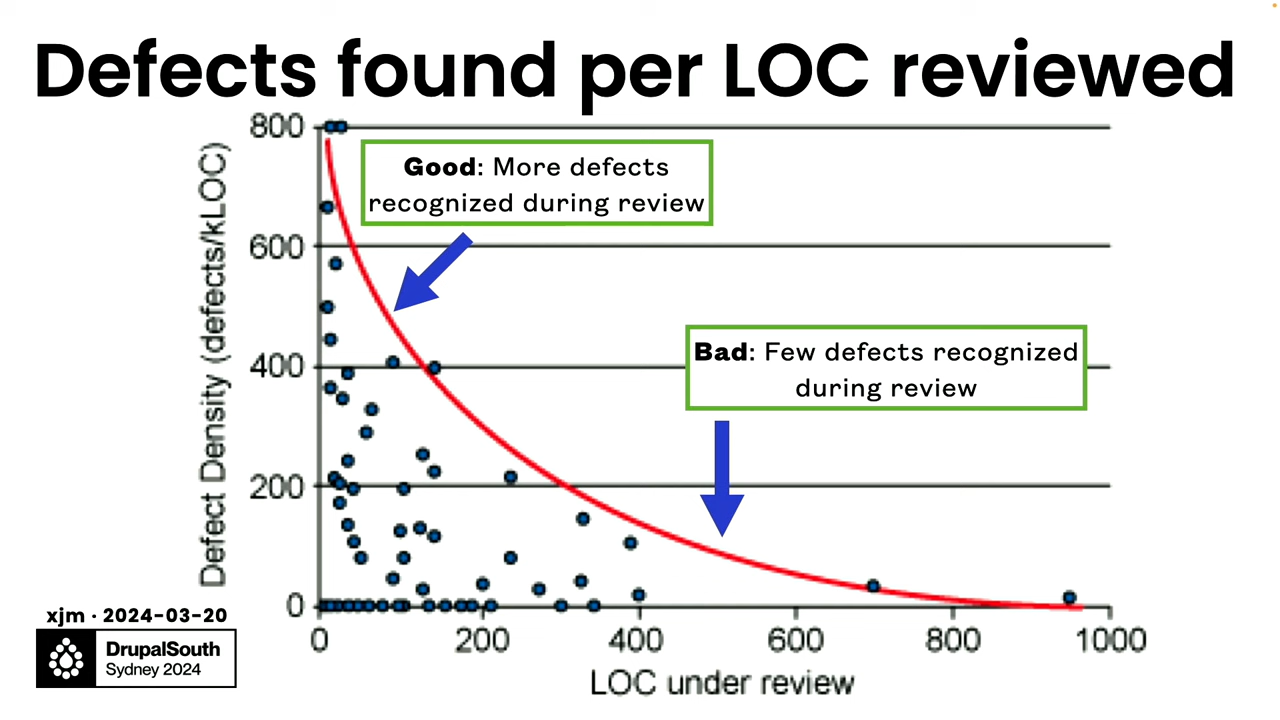 Defects found per LOC reviewed
Defect Density (defects/kLOC)
800
600
400
200
0
Good: More defects
recognized during review
Bad: Few defects recognized
during review
0 200 400 600 800 1000
LOC under review
xjm · 2024-03-20
DrupalSouth
Sydney 2024